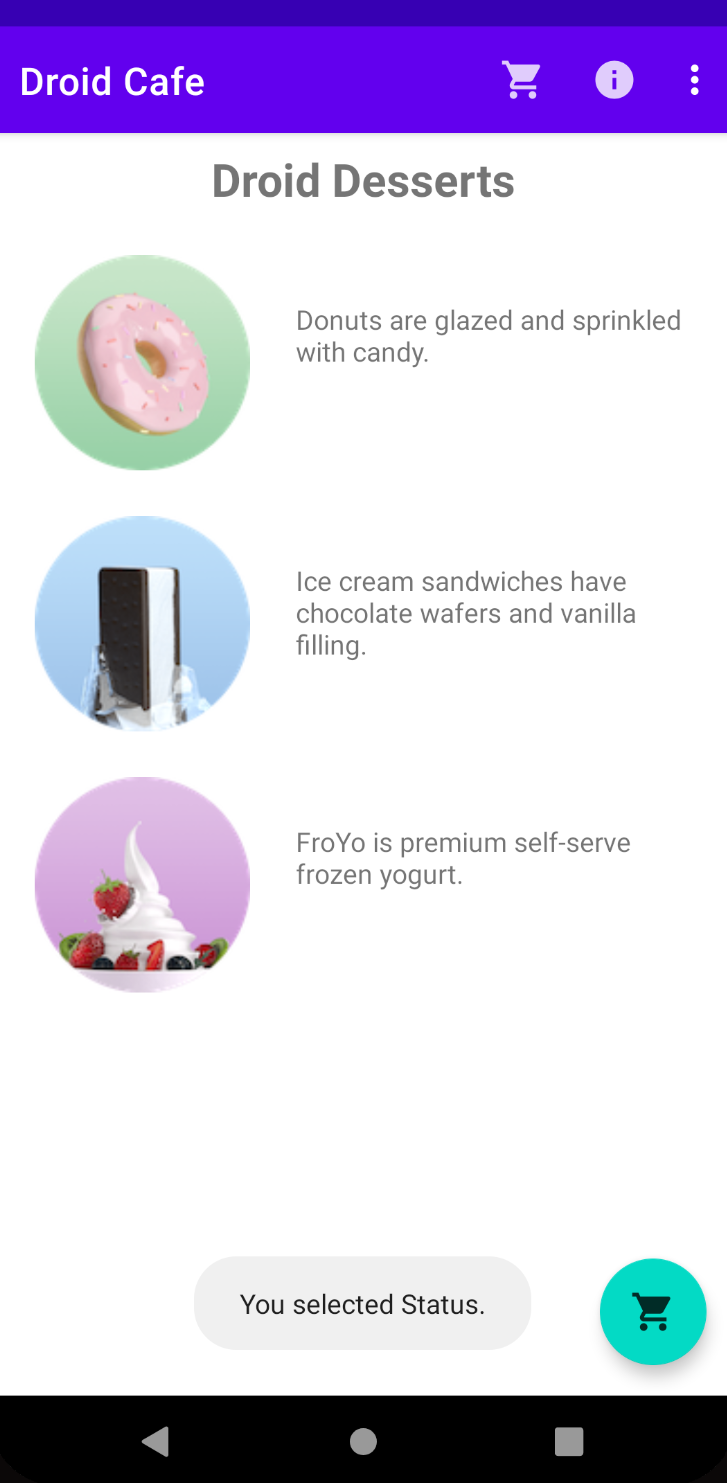 Droid Cafe
Droid Desserts
Donuts are glazed and sprinkled
with candy.
Ice cream sandwiches have
chocolate wafers and vanilla
filling.
FroYo is premium self-serve
frozen yogurt.
You selected Status.